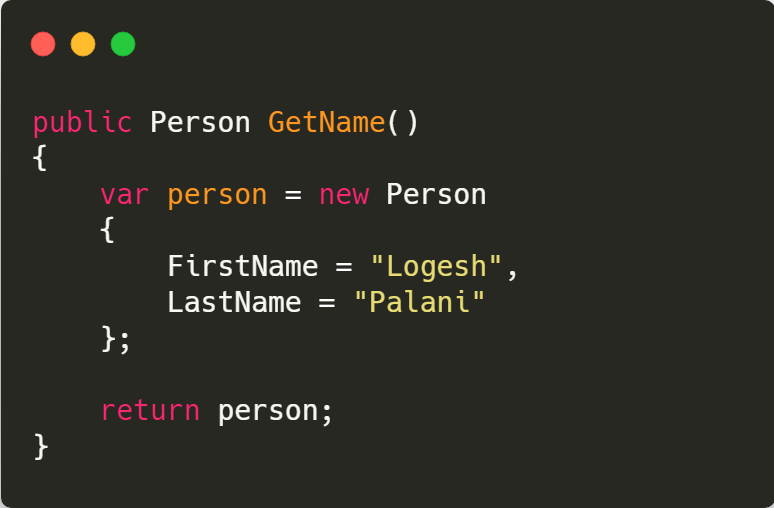 public Person GetName()
{
    var person = new Person
    {
        FirstName = "Logesh",
        LastName = "Palani"
    };

    return person;
}